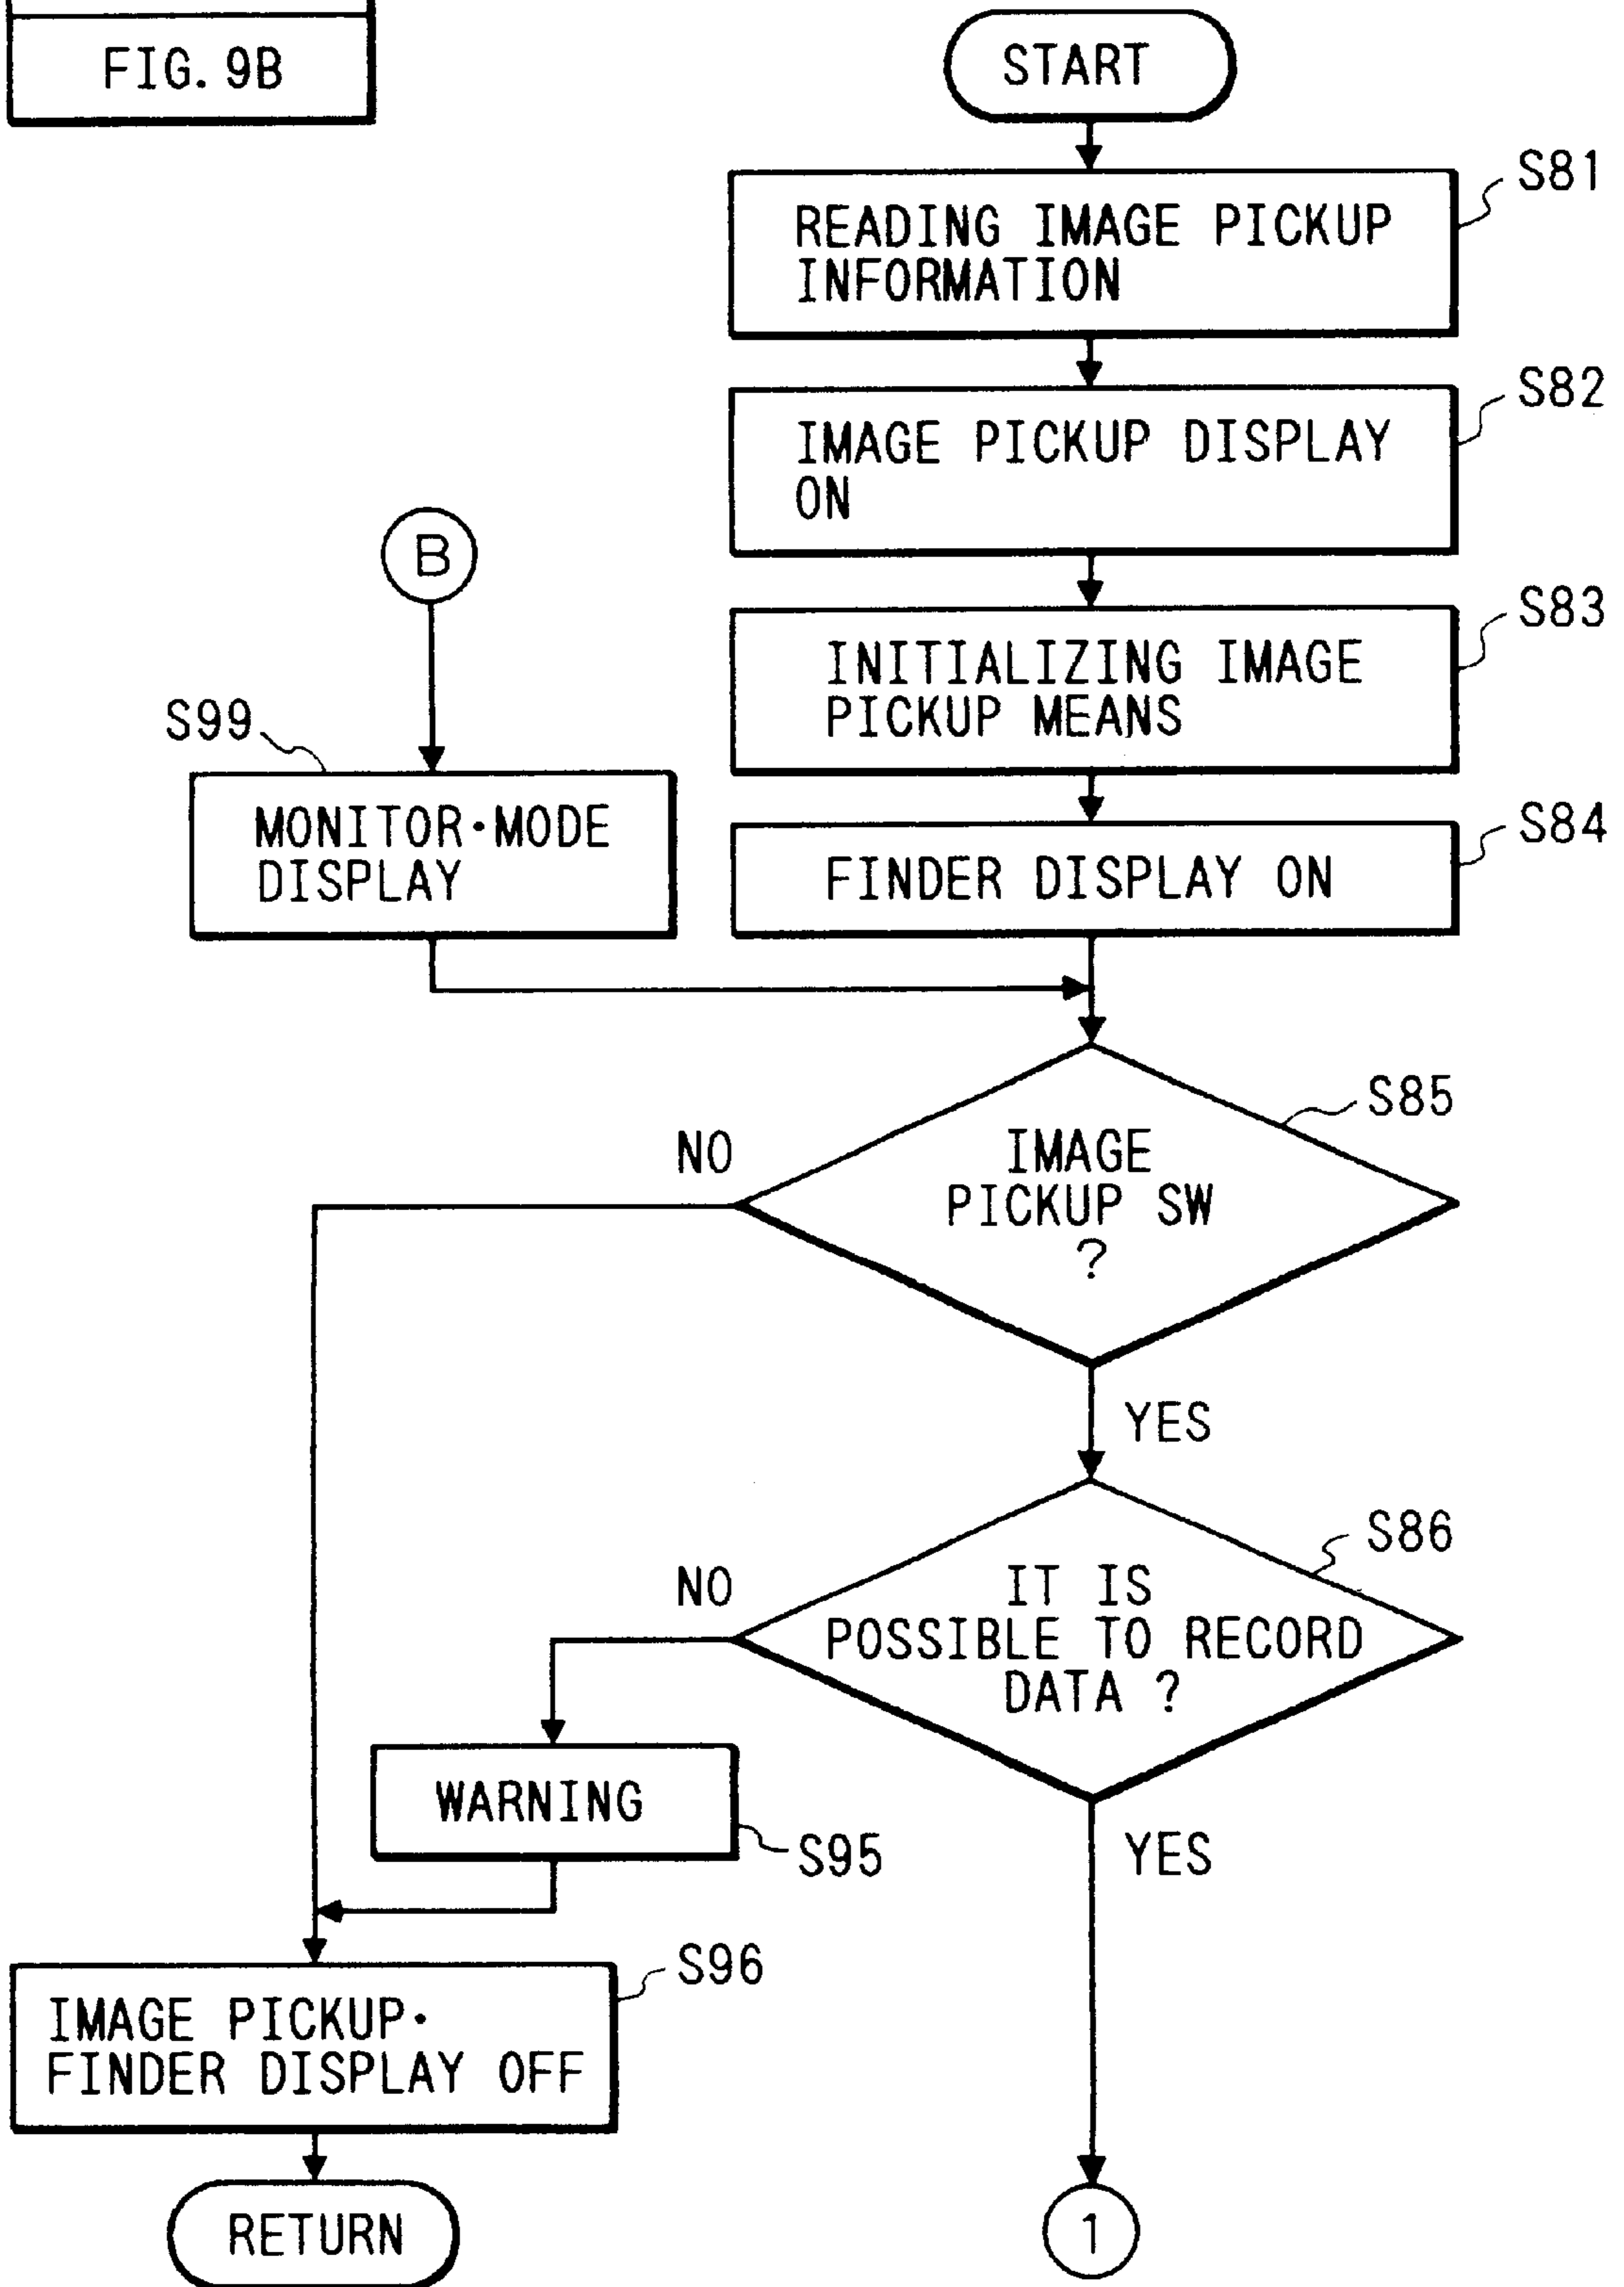 FIG. 9B
START
S81
READING IMAGE PICKUP
INFORMATION
S82
IMAGE PICKUP DISPLAY
ON
B
S83
INITIALIZING IMAGE
PICKUP MEANS
S99
MONITOR·MODE
DISPLAY
S84
FINDER DISPLAY ON
S85
NO
IMAGE
PICKUP SW
?
YES
S86
NO
IT IS
POSSIBLE TO RECORD
DATA ?
WARNING
S95
YES
S96
IMAGE PICKUP·
FINDER DISPLAY OFF
RETURN
1